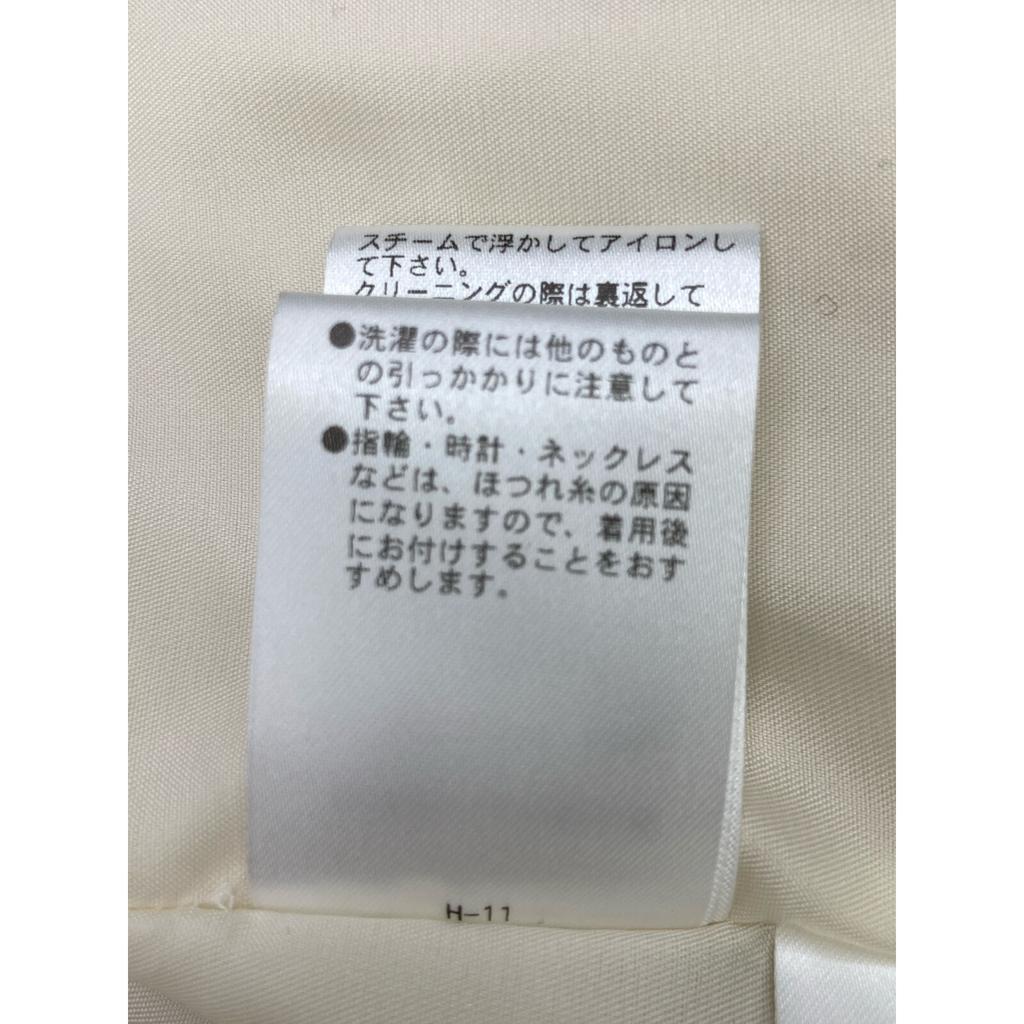 スチームで浮かしてアイロンし
て下さい。
クリーニングの際は裏返して
●洗濯の際には他のものと
の引っかかりに注意して
下さい。
●指輪・時計・ネックレス
などは、ほつれ糸の原因
になりますので、着用後
にお付けすることをおす
すめします。
H-11